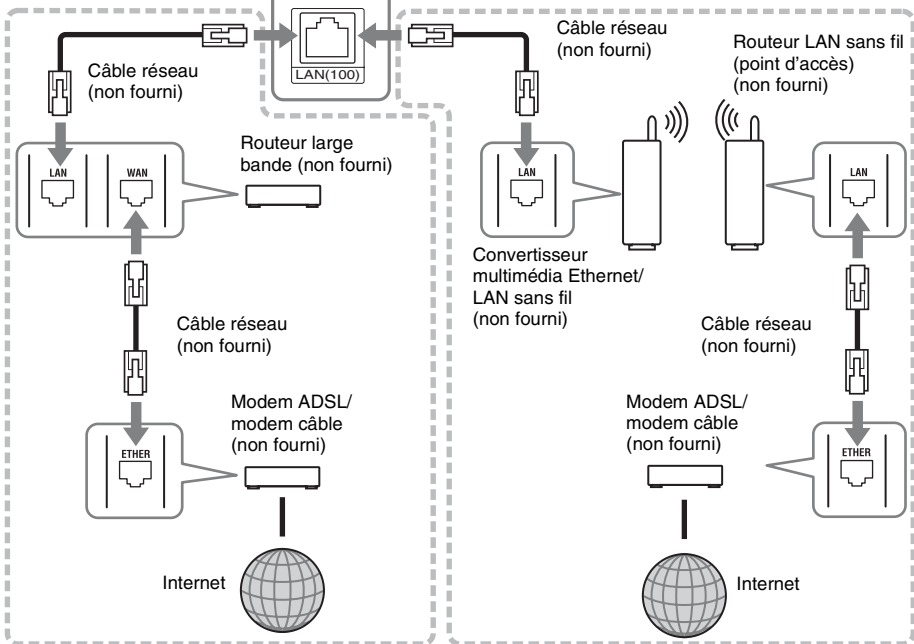 LAN(100)
Câble réseau
(non fourni)
LAN
WAN
Routeur large
bande (non fourni)
Câble réseau
(non fourni)
ETHER
Modem ADSL/
modem câble
(non fourni)
Internet
Câble réseau
(non fourni)
Routeur LAN sans fil
(point d'accès)
(non fourni)
LAN
Convertisseur
multimédia Ethernet/
LAN sans fil
(non fourni)
LAN
Câble réseau
(non fourni)
Modem ADSL/
modem câble
(non fourni)
ETHER
Internet